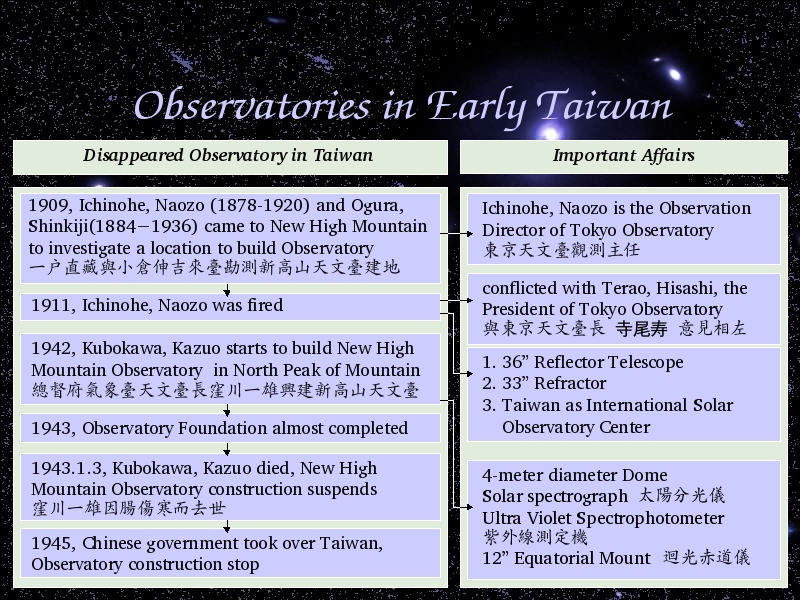 Observatories in Early Taiwan
Disappeared Observatory in Taiwan
1909, Ichinohe, Naozo (1878-1920) and Ogura,
Shinkiji(1884−1936) came to New High Mountain
to investigate a location to build Observatory
一户直藏與小倉伸吉來臺勘測新高山天文臺建地
1911, Ichinohe, Naozo was fired
1942, Kubokawa, Kazuo starts to build New High
Mountain Observatory in North Peak of Mountain
總督府氣象臺天文臺長窪川一雄興建新高山天文臺
1943, Observatory Foundation almost completed
1943.1.3, Kubokawa, Kazuo died, New High
Mountain Observatory construction suspends
窪川一雄因腸傷寒而去世
1945, Chinese government took over Taiwan,
Observatory construction stop
Important Affairs
Ichinohe, Naozo is the Observation
Director of Tokyo Observatory
東京天文臺觀測主任
conflicted with Terao, Hisashi, the
President of Tokyo Observatory
與東京天文臺長 寺尾寿 意見相左
1. 36” Reflector Telescope
2. 33” Refractor
3. Taiwan as International Solar
Observatory Center
4-meter diameter Dome
Solar spectrograph 太陽分光儀
Ultra Violet Spectrophotometer
紫外線測定機
12” Equatorial Mount 迴光赤道儀